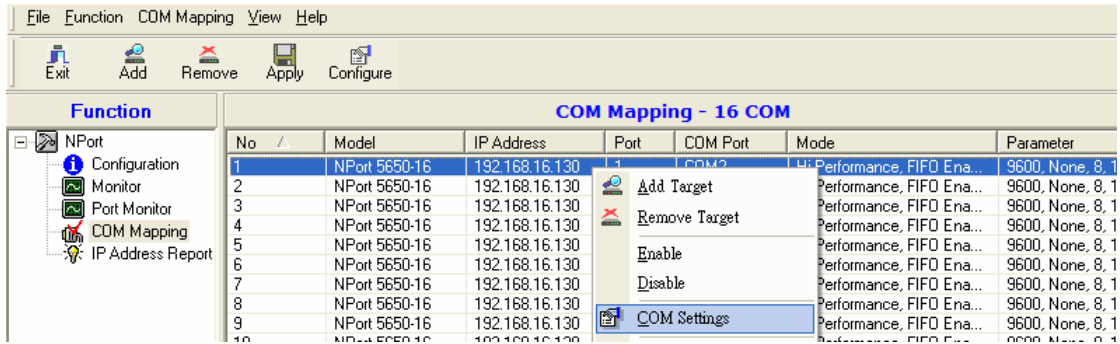 File Function COM Mapping View Help
Exit Add Remove Apply Configure
Function
COM Mapping - 16 COM
NPort
Configuration
Monitor
Port Monitor
COM Mapping
IP Address Report
No Model IP Address Port COM Port Mode Parameter
1 NPort 5650-16 192.168.16.130 1 COM2 Hi Performance, FIFO Ena... 9600, None, 8, 1
2 NPort 5650-16 192.168.16.130 Performance, FIFO Ena... 9600, None, 8, 1
3 NPort 5650-16 192.168.16.130 Performance, FIFO Ena... 9600, None, 8, 1
4 NPort 5650-16 192.168.16.130 Performance, FIFO Ena... 9600, None, 8, 1
5 NPort 5650-16 192.168.16.130 Performance, FIFO Ena... 9600, None, 8, 1
6 NPort 5650-16 192.168.16.130 Performance, FIFO Ena... 9600, None, 8, 1
7 NPort 5650-16 192.168.16.130 Performance, FIFO Ena... 9600, None, 8, 1
8 NPort 5650-16 192.168.16.130 Performance, FIFO Ena... 9600, None, 8, 1
9 NPort 5650-16 192.168.16.130 Performance, FIFO Ena... 9600, None, 8, 1
Add Target
Remove Target
Enable
Disable
COM Settings